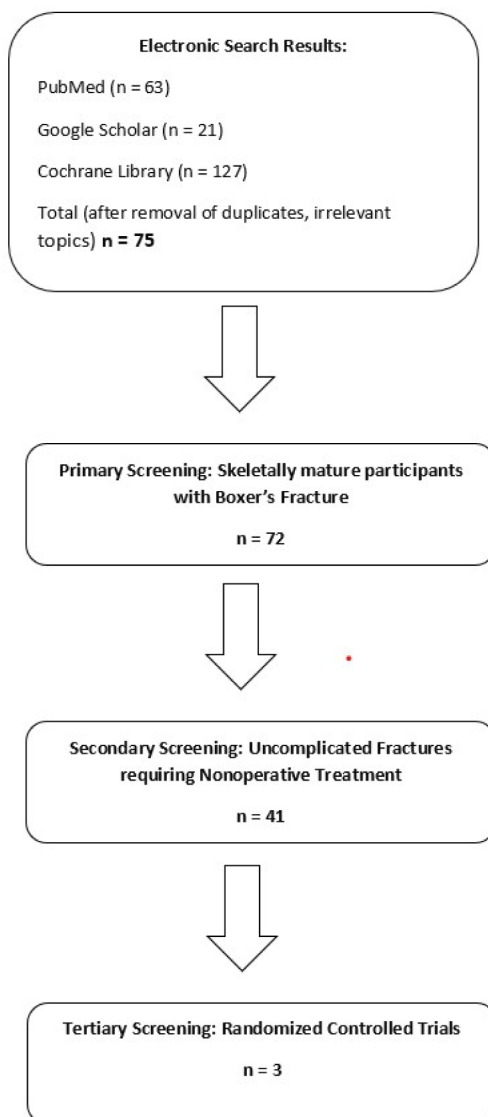 Electronic Search Results:
PubMed (n = 63)
Google Scholar (n = 21)
Cochrane Library (n = 127)
Total (after removal of duplicates, irrelevant
topics) n = 75
Primary Screening: Skeletally mature participants
with Boxer's Fracture
n = 72
Secondary Screening: Uncomplicated Fractures
requiring Nonoperative Treatment
n = 41
Tertiary Screening: Randomized Controlled Trials
n = 3